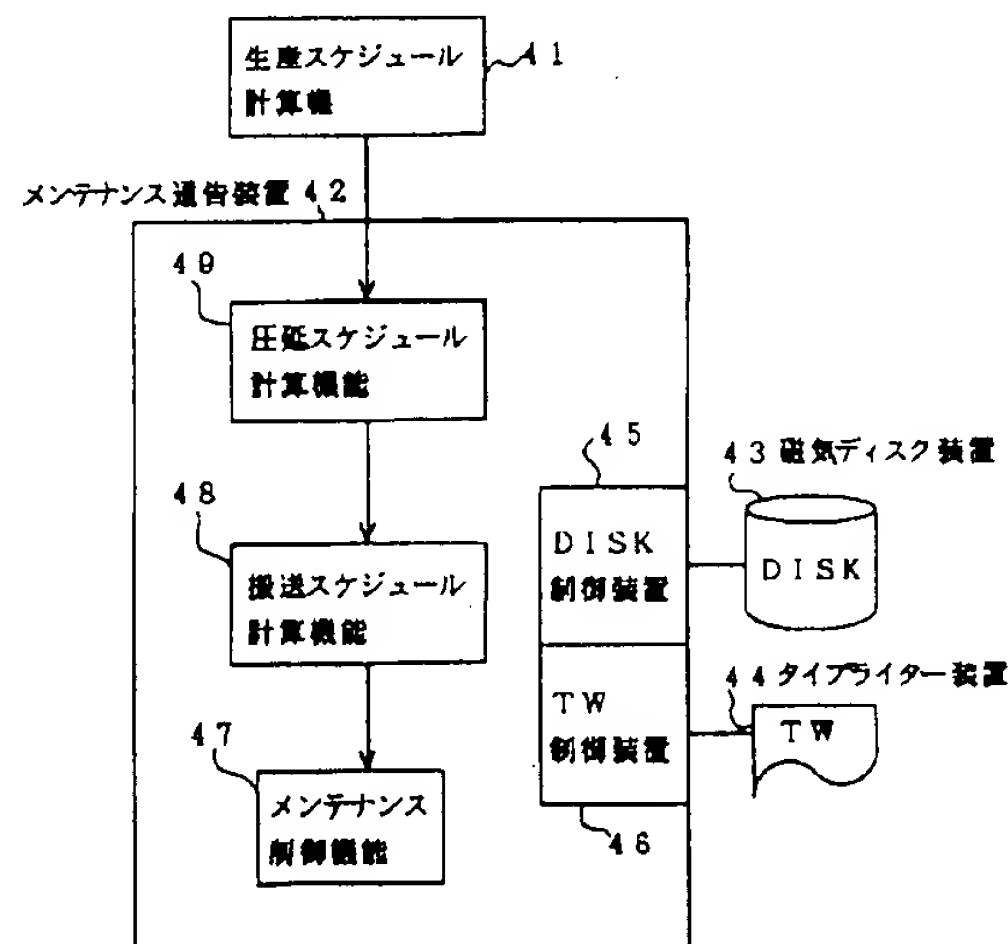 生産スケジュール
計算機
41
メンテナンス通告装置 42
49
圧延スケジュール
計算機能
45
43 磁気ディスク装置
48
DISK
制御装置
DISK
搬送スケジュール
計算機能
44 タイプライター装置
TW
制御装置
TW
47
メンテナンス
制御機能
46